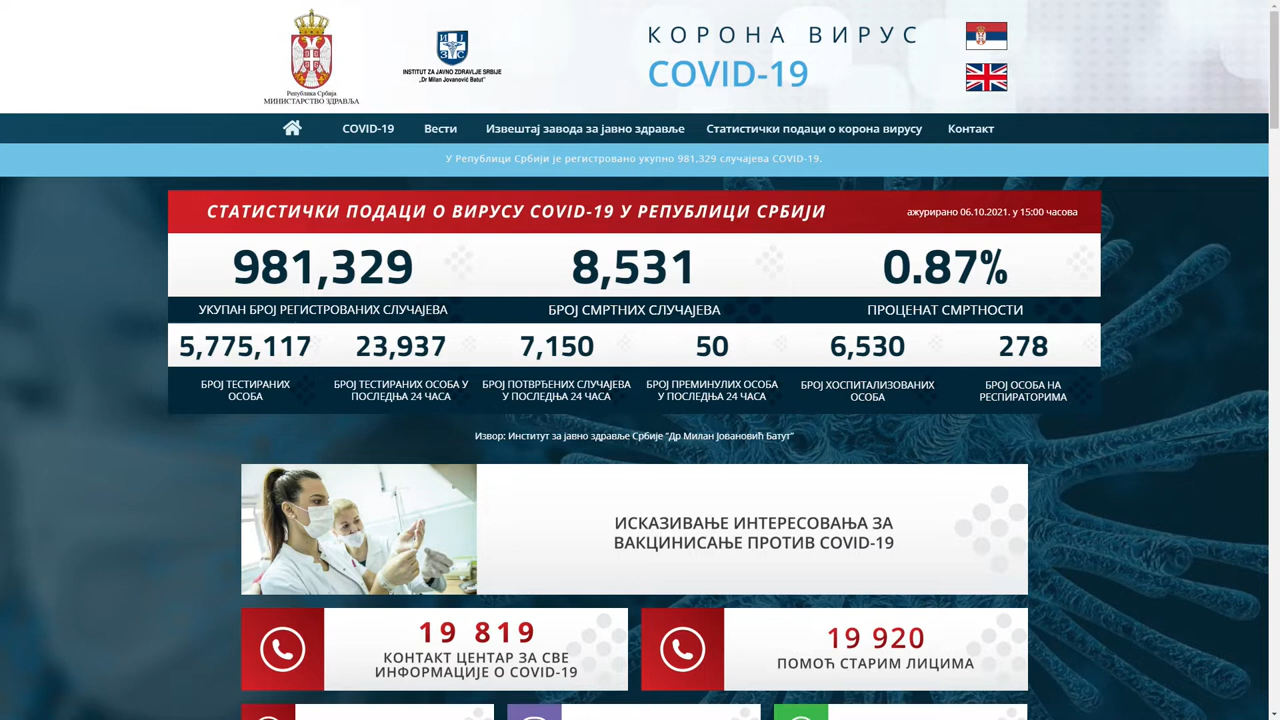 Република Србија
МИНИСТАРСТВО ЗДРАВЉА
INSTITUT ZA JAVNO ZDRAVLJE SRBIJE
„Dr Milan Jovanović Batut“
КОРОНА ВИРУС
COVID-19
COVID-19 Вести Извештај завода за јавно здравље Статистички подаци о корона вирусу Контакт
У Републици Србији је регистровано укупно 981,329 случајева COVID-19.
СТАТИСТИЧКИ ПОДАЦИ О ВИРУСУ COVID-19 У РЕПУБЛИЦИ СРБИЈИ
ажурирано 06.10.2021. у 15:00 часова
981,329 8,531 0.87%
УКУПАН БРОЈ РЕГИСТРОВАНИХ СЛУЧАЈЕВА БРОЈ СМРТНИХ СЛУЧАЈЕВА ПРОЦЕНАТ СМРТНОСТИ
5,775,117 23,937 7,150 50 6,530 278
БРОЈ ТЕСТИРАНИХ
ОСОБА
БРОЈ ТЕСТИРАНИХ ОСОБА У
ПОСЛЕДЊА 24 ЧАСА
БРОЈ ПОТВРЂЕНИХ СЛУЧАЈЕВА
У ПОСЛЕДЊА 24 ЧАСА
БРОЈ ПРЕМИНУЛИХ ОСОБА
У ПОСЛЕДЊА 24 ЧАСА
БРОЈ ХОСПИТАЛИЗОВАНИХ
ОСОБА
БРОЈ ОСОБА НА
РЕСПИРАТОРИМА
Извор: Институт за јавно здравље Србије "Др Милан Јовановић Батут"
ИСКАЗИВАЊЕ ИНТЕРЕСОВАЊА ЗА
ВАКЦИНИСАЊЕ ПРОТИВ COVID-19
19 819
КОНТАКТ ЦЕНТАР ЗА СВЕ
ИНФОРМАЦИЈЕ О COVID-19
19 920
ПОМОЋ СТАРИМ ЛИЦИМА